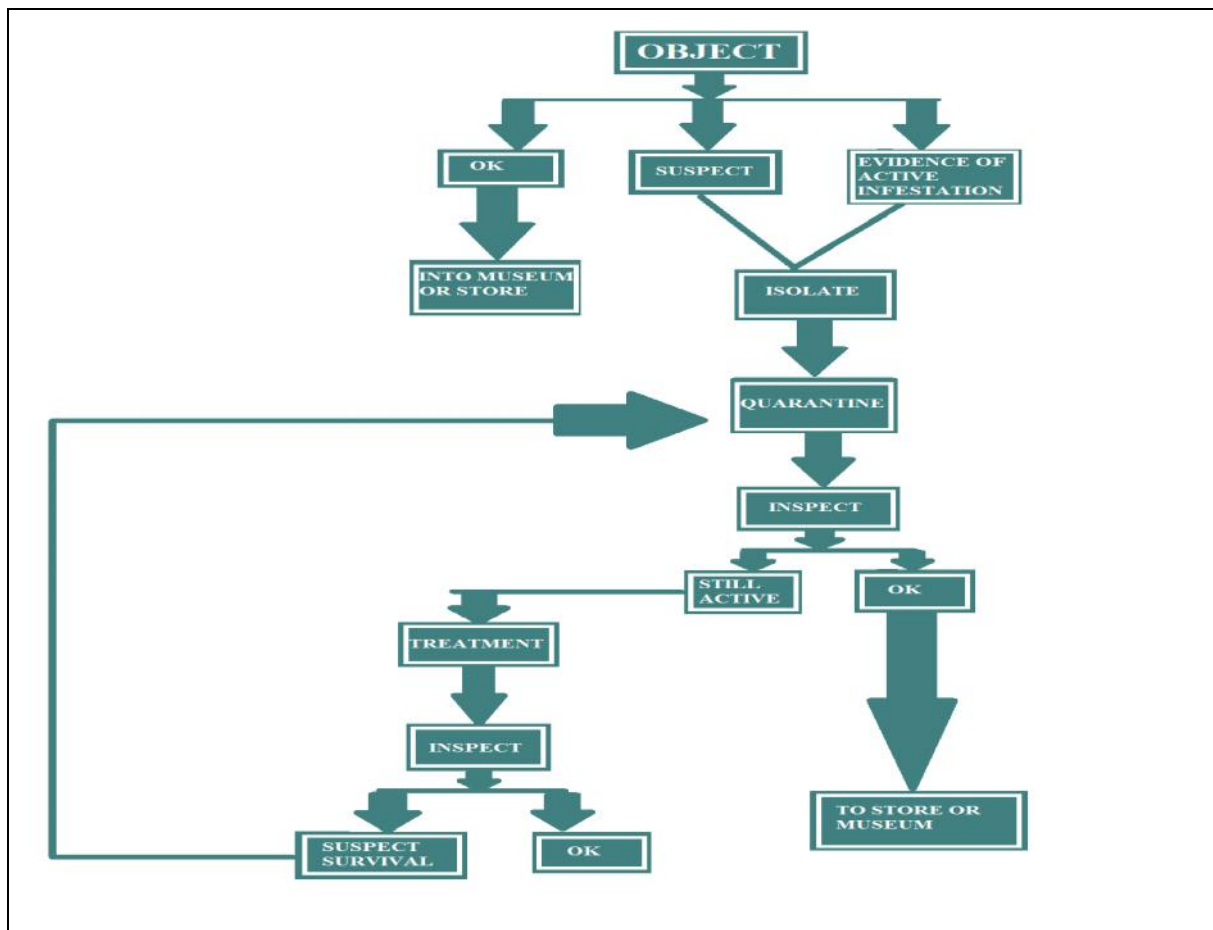 OBJECT
OK
SUSPECT
EVIDENCE OF
ACTIVE
INFESTATION
INTO MUSEUM
OR STORE
ISOLATE
QUARANTINE
INSPECT
STILL
ACTIVE
OK
TREATMENT
INSPECT
TO STORE OR
MUSEUM
SUSPECT
SURVIVAL
OK